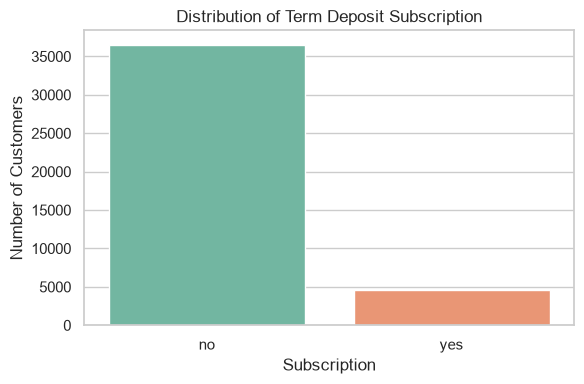 Distribution of Term Deposit Subscription
Number of Customers
35000
30000
25000
20000
15000
10000
5000
0
no yes
Subscription